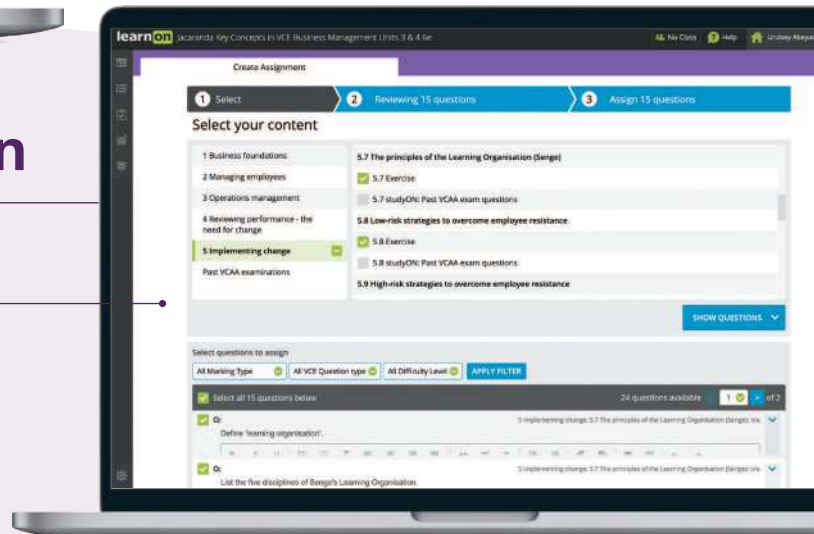 n
learnon Jacaranda Key Concepts in VCE Business Management Units 3 & 4 6e
No Class
Help
Create Assignment
1 Select
2 Reviewing 15 questions
3 Assign 15 questions
Select your content
1 Business foundations
2 Managing employees
3 Operations management
4 Reviewing performance - the
need for change
5 Implementing change
Past VCAA examinations
5.7 The principles of the Learning Organisation (Senge)
5.7 Exercise
5.7 studyON: Past VCAA exam questions
5.8 Low-risk strategies to overcome employee resistance
5.8 Exercise
5.8 studyON: Past VCAA exam questions
5.9 High-risk strategies to overcome employee resistance
SHOW QUESTIONS
Select questions to assign
All Marking Type
All VCE Question type
All Difficulty Level
APPLY FILTER
Select all 15 questions below
24 questions available
1
of 2
Q:
5 Implementing change: 5.7 The principles of the Learning Organisation (Senge)
Define 'learning organisation'.
Q:
5 Implementing change: 5.7 The principles of the Learning Organisation (Senge)
List the five disciplines of Senge's Learning Organisation.